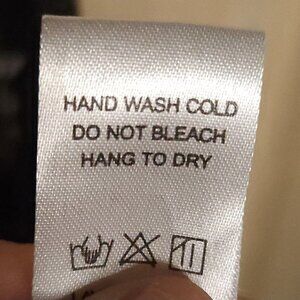 HAND WASH COLD
DO NOT BLEACH
HANG TO DRY